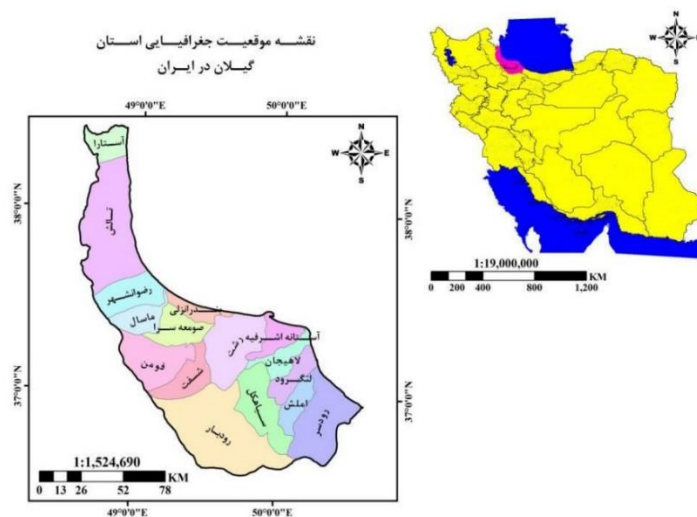 نقشه موقعیت جغرافیایی استان
گیلان در ایران
N
W
E
S
1:19,000,000
KM
0 200 400 800 1,200
49°0'0"E 50°0'0"E
N
W E
S
38°0'0"N
38°0'0"N
37°0'0"N
37°0'0"N
آستارا
تالش
رضوانشهر
ماسال
صومعه سرا
آستانه اشرفیه
رشت
لاهیجان
لنگرود
فومن
شفت
سیاهکل
املش
رودسر
رودبار
1:1,524,690
KM
0 13 26 52 78
49°0'0"E 50°0'0"E